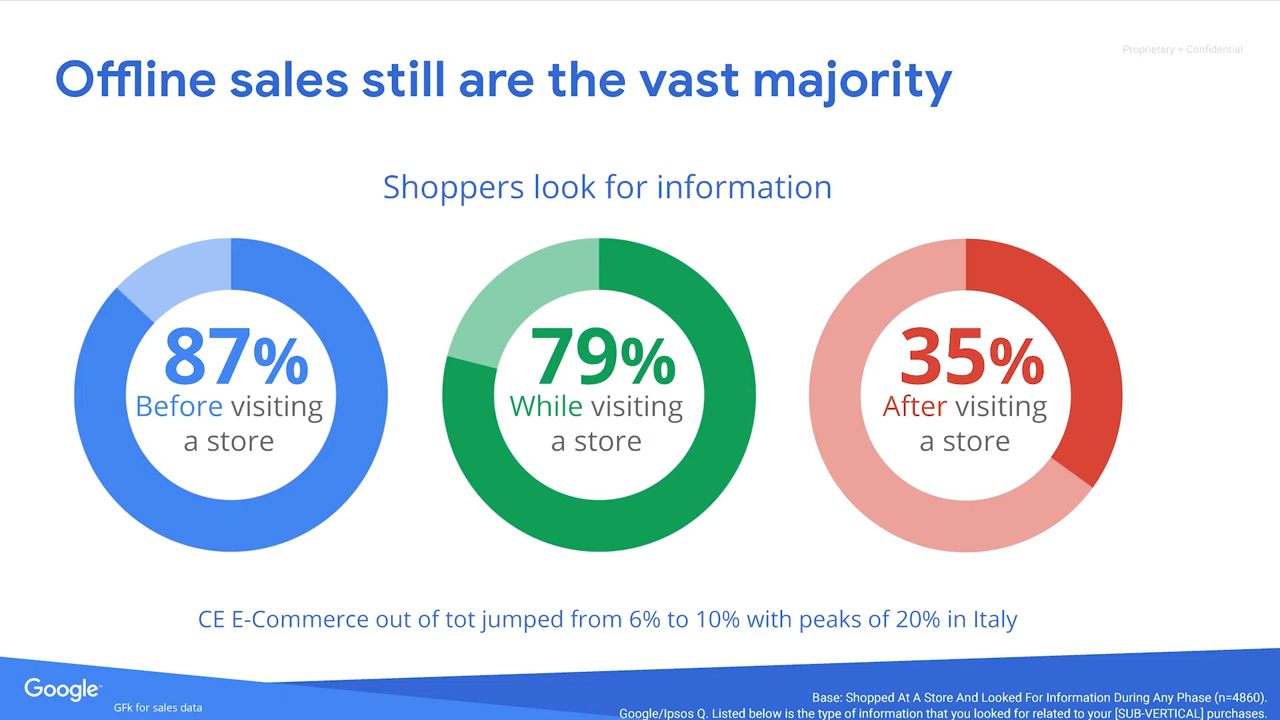 Proprietary + Confidential
Offline sales still are the vast majority
Shoppers look for information
87%
Before visiting
a store
79%
While visiting
a store
35%
After visiting
a store
CE E-Commerce out of tot jumped from 6% to 10% with peaks of 20% in Italy
Google
GFk for sales data
Base: Shopped At A Store And Looked For Information During Any Phase (n=4860).
Google/Ipsos Q. Listed below is the type of information that you looked for related to your [SUB-VERTICAL] purchases.